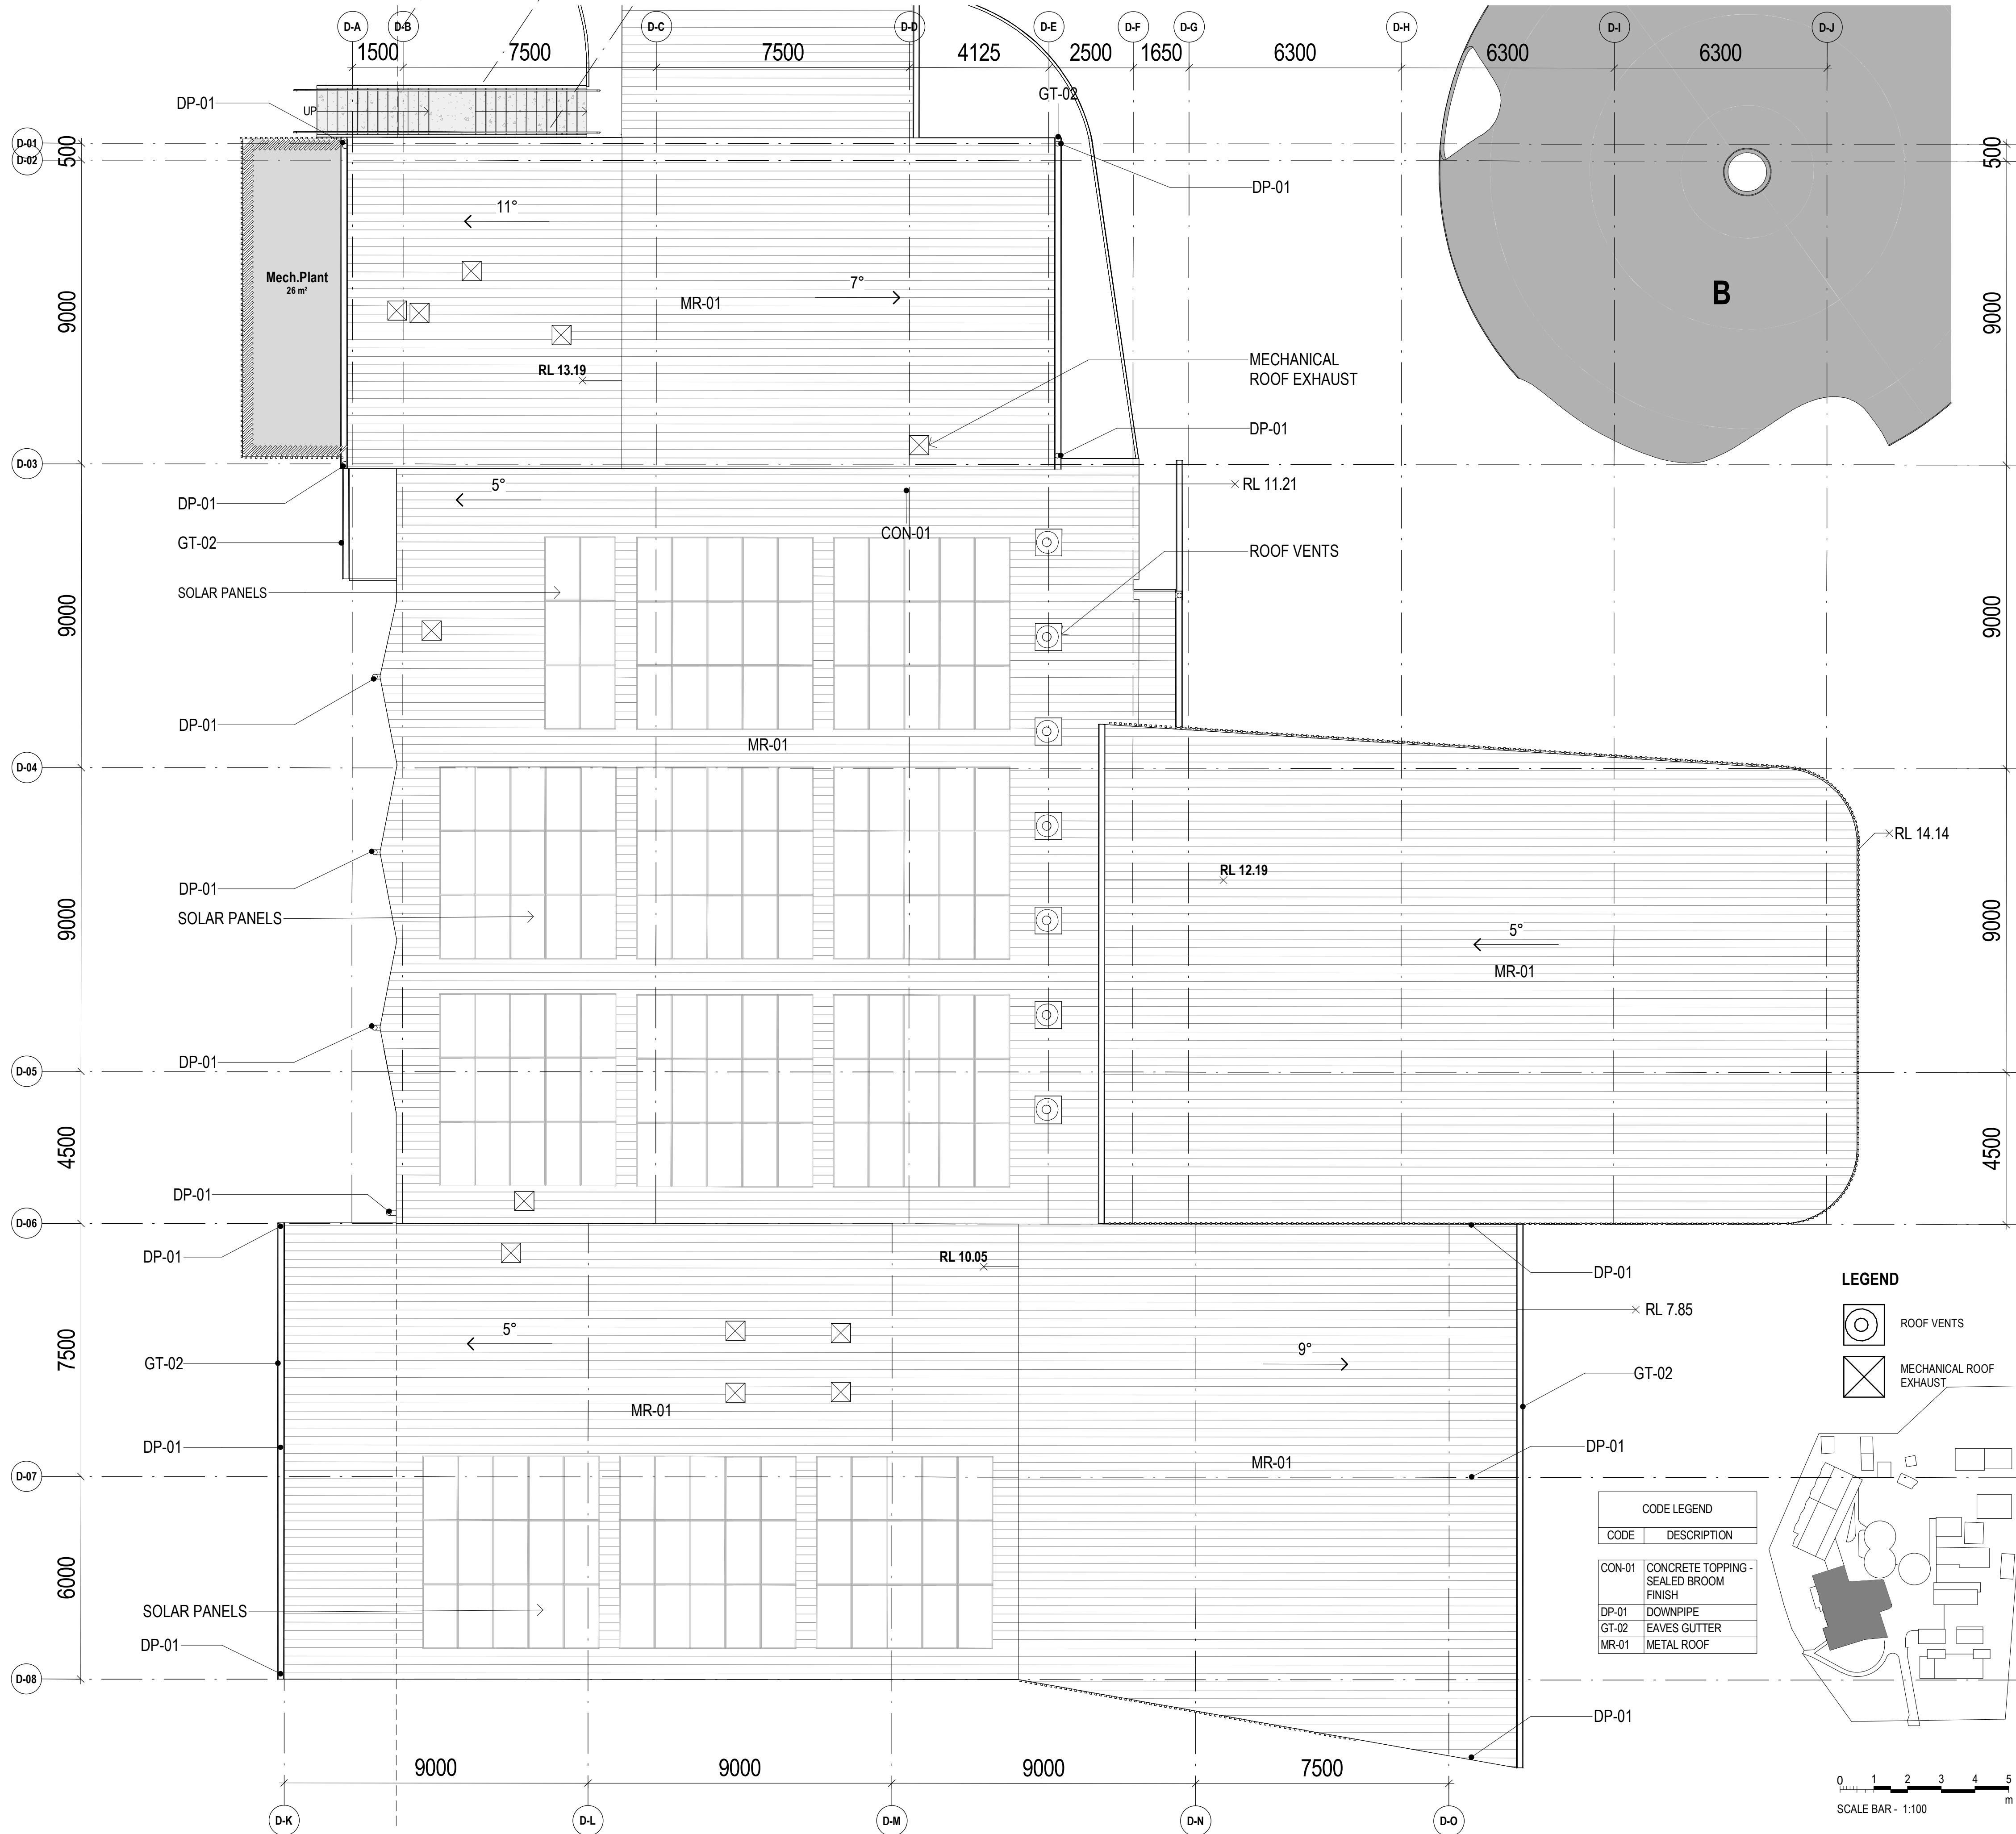 D-A D-B D-C D-D D-E D-F D-G D-H D-I D-J
1500 7500 7500 4125 2500 1650 6300 6300 6300
DP-01
UP
GT-02
D-01
D-02
500
500
DP-01
11°
7°
Mech.Plant
26 m²
B
9000
MR-01
9000
MECHANICAL
ROOF EXHAUST
RL 13.19
DP-01
D-03
5°
RL 11.21
DP-01
CON-01
GT-02
ROOF VENTS
SOLAR PANELS
9000
9000
DP-01
MR-01
D-04
RL 14.14
RL 12.19
DP-01
SOLAR PANELS
9000
9000
5°
MR-01
DP-01
D-05
4500
4500
DP-01
D-06
DP-01
RL 10.05
DP-01
LEGEND
RL 7.85
ROOF VENTS
5°
9°
7500
GT-02
GT-02
MECHANICAL ROOF
EXHAUST
MR-01
DP-01
DP-01
MR-01
D-07
CODE LEGEND
CODE DESCRIPTION
CON-01 CONCRETE TOPPING -
SEALED BROOM
FINISH
DP-01 DOWNPIPE
GT-02 EAVES GUTTER
MR-01 METAL ROOF
6000
SOLAR PANELS
DP-01
D-08
DP-01
9000 9000 9000 7500
D-K D-L D-M D-N D-O
0 1 2 3 4 5
m
SCALE BAR - 1:100